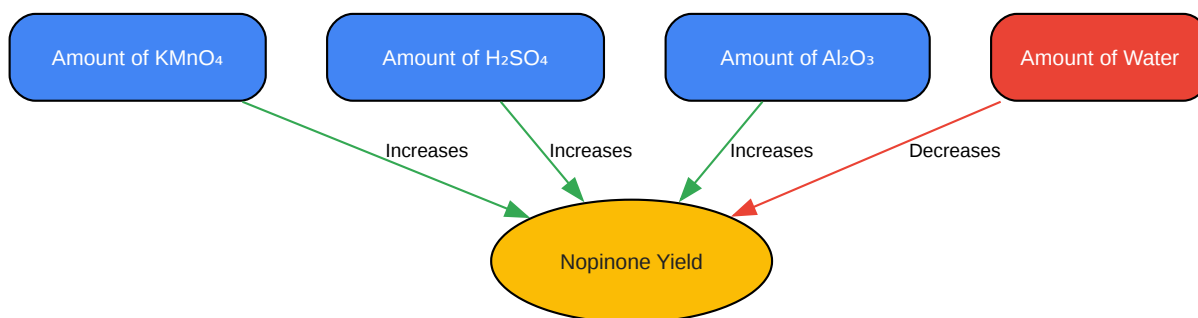 Amount of KMnO₄
Amount of H₂SO₄
Amount of Al₂O₃
Amount of Water
Increases
Increases
Increases
Decreases
Nopinone Yield